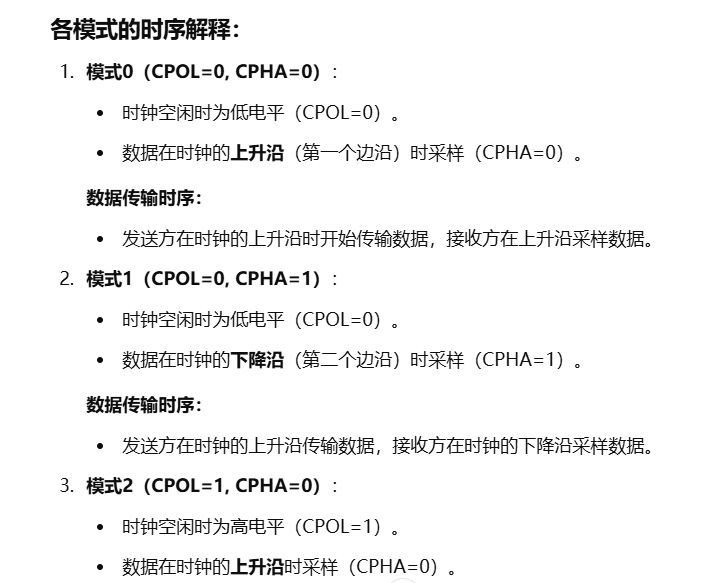 各模式的时序解释：
1. 模式0（CPOL=0, CPHA=0）：
• 时钟空闲时为低电平（CPOL=0）。
• 数据在时钟的上升沿（第一个边沿）时采样（CPHA=0）。
数据传输时序：
• 发送方在时钟的上升沿时开始传输数据，接收方在上升沿采样数据。
2. 模式1（CPOL=0, CPHA=1）：
• 时钟空闲时为低电平（CPOL=0）。
• 数据在时钟的下降沿（第二个边沿）时采样（CPHA=1）。
数据传输时序：
• 发送方在时钟的上升沿传输数据，接收方在时钟的下降沿采样数据。
3. 模式2（CPOL=1, CPHA=0）：
• 时钟空闲时为高电平（CPOL=1）。
• 数据在时钟的上升沿时采样（CPHA=0）。